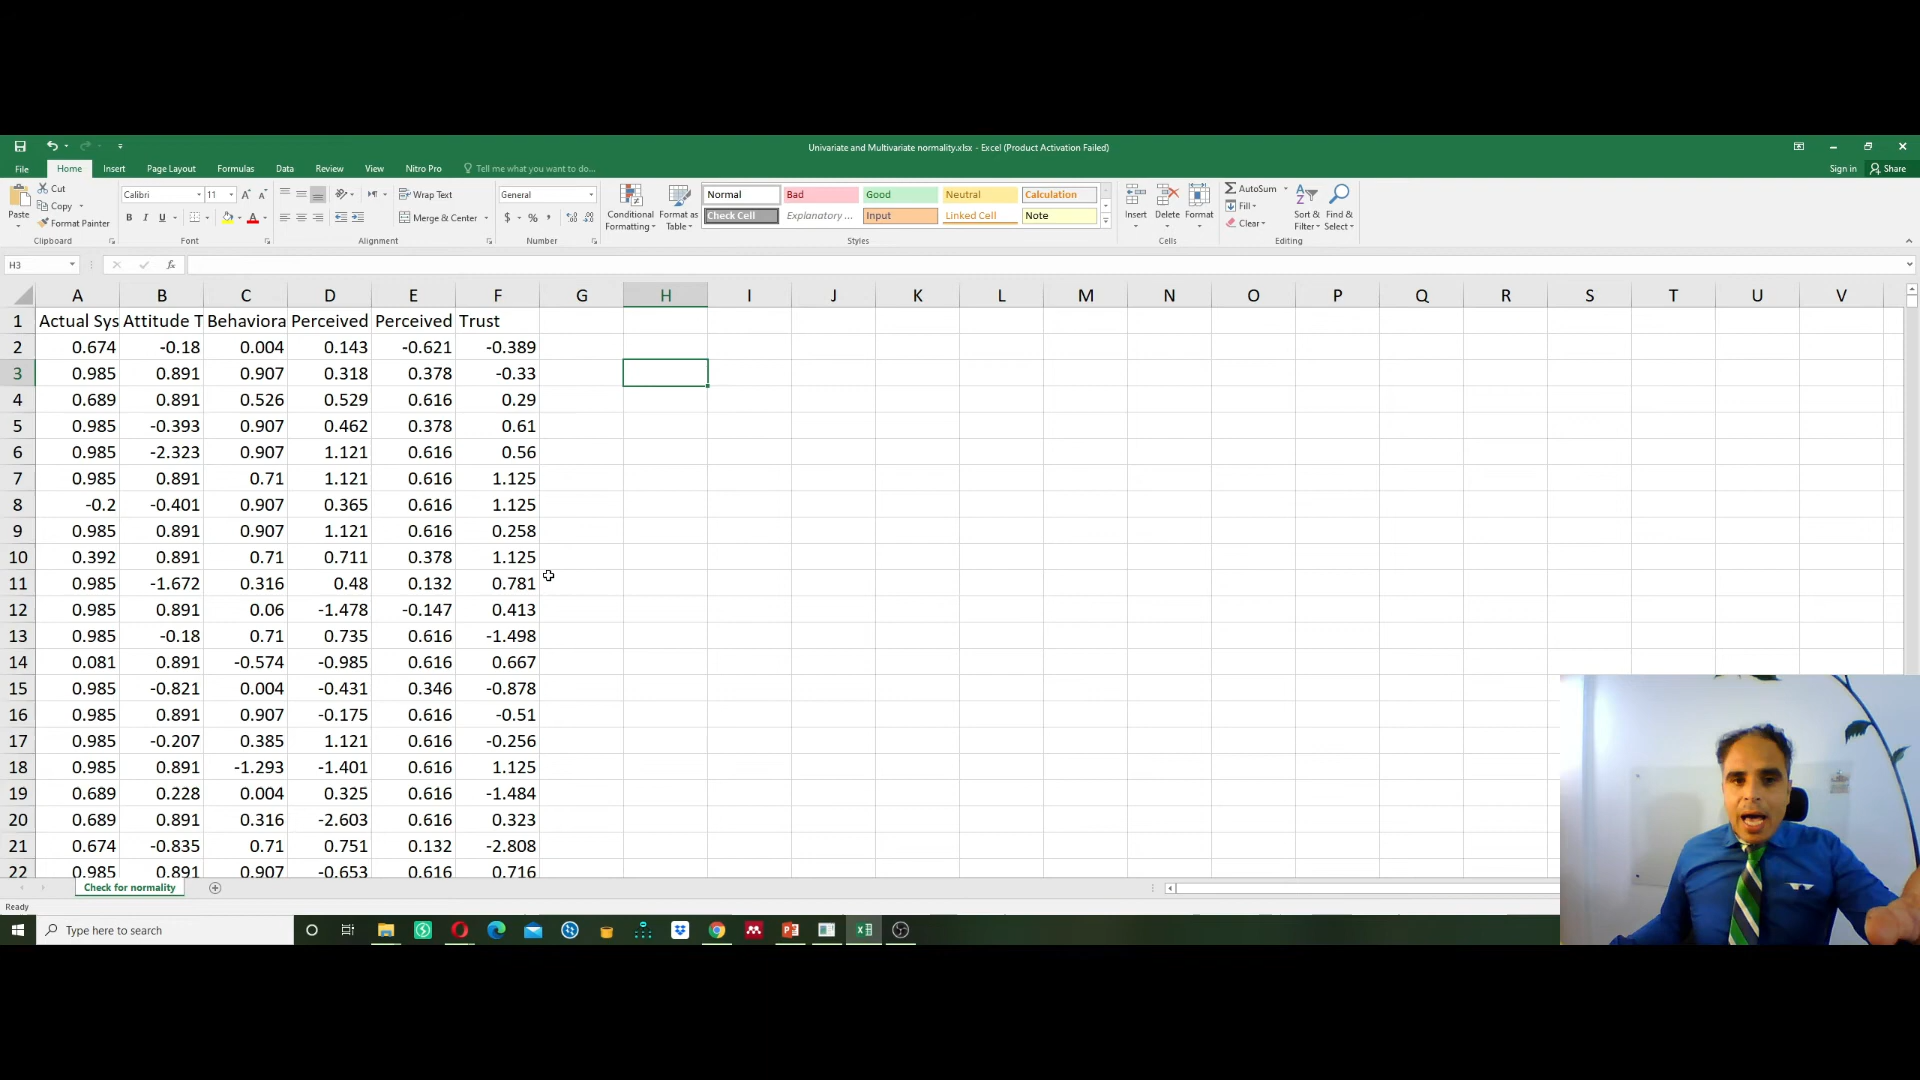 Univariate and Multivariate normality.xlsx - Excel (Product Activation Failed)
File Home Insert Page Layout Formulas Data Review View Nitro Pro Tell me what you want to do... Sign in Share
Cut
Copy
Format Painter
Paste
Clipboard
Calibri 11
B I U A
Font
Wrap Text
Merge & Center
Alignment
General
$ % ,
Number
Conditional Formatting
Format as Table
Normal Bad Good Neutral Calculation
Check Cell Explanatory ... Input Linked Cell Note
Styles
Insert Delete Format
Cells
AutoSum
Fill
Clear
Sort & Filter
Find & Select
Editing
H3 fx
A B C D E F G H I J K L M N O P Q R S T U V
1 Actual Sys Attitude T Behaviora Perceived Perceived Trust
2 0.674 -0.18 0.004 0.143 -0.621 -0.389
3 0.985 0.891 0.907 0.318 0.378 -0.33
4 0.689 0.891 0.526 0.529 0.616 0.29
5 0.985 -0.393 0.907 0.462 0.378 0.61
6 0.985 -2.323 0.907 1.121 0.616 0.56
7 0.985 0.891 0.71 1.121 0.616 1.125
8 -0.2 -0.401 0.907 0.365 0.616 1.125
9 0.985 0.891 0.907 1.121 0.616 0.258
10 0.392 0.891 0.71 0.711 0.378 1.125
11 0.985 -1.672 0.316 0.48 0.132 0.781
12 0.985 0.891 0.06 -1.478 -0.147 0.413
13 0.985 -0.18 0.71 0.735 0.616 -1.498
14 0.081 0.891 -0.574 -0.985 0.616 0.667
15 0.985 -0.821 0.004 -0.431 0.346 -0.878
16 0.985 0.891 0.907 -0.175 0.616 -0.51
17 0.985 -0.207 0.385 1.121 0.616 -0.256
18 0.985 0.891 -1.293 -1.401 0.616 1.125
19 0.689 0.228 0.004 0.325 0.616 -1.484
20 0.689 0.891 0.316 -2.603 0.616 0.323
21 0.674 -0.835 0.71 0.751 0.132 -2.808
22 0.985 0.891 0.907 -0.653 0.616 0.716
Check for normality
Ready
Type here to search